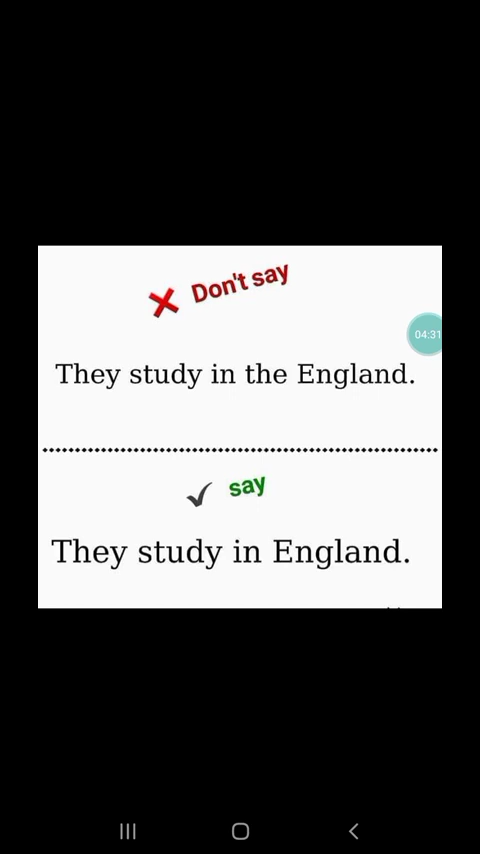 Don't say
04:31
They study in the England.
say
They study in England.